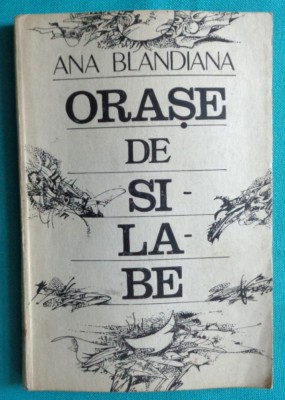 ANA BLANDIANA
ORAȘE
DE
SI-
LA-
BE